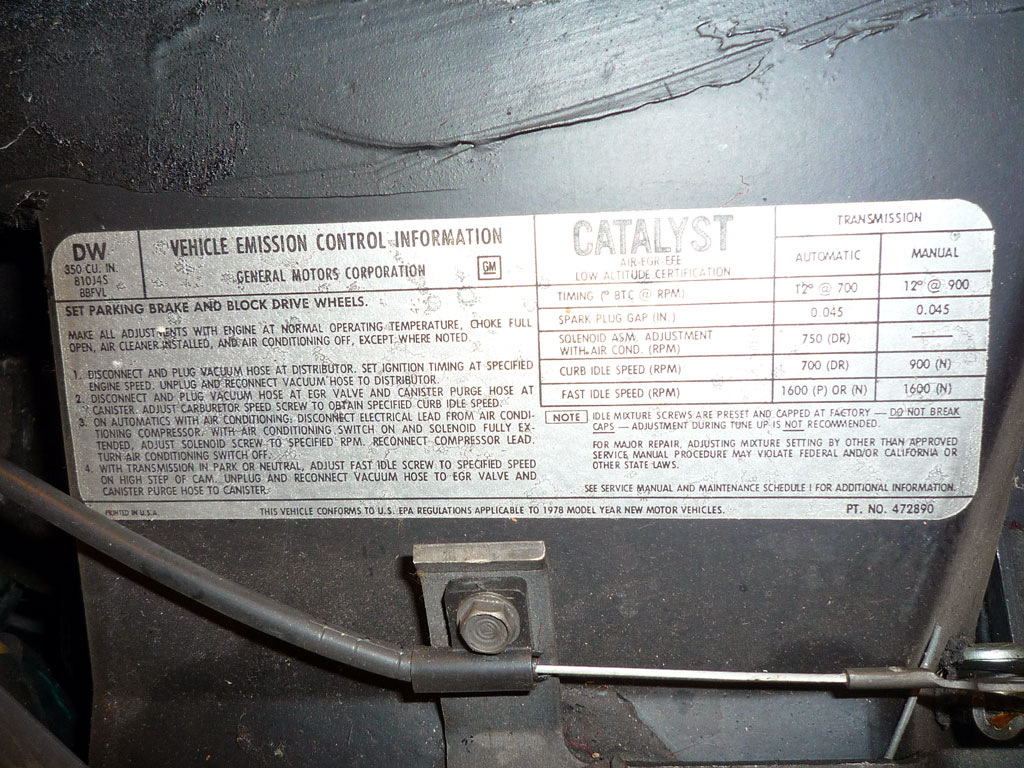 DW
350 CU. IN.
810J4S
BBFVL
VEHICLE EMISSION CONTROL INFORMATION
GENERAL MOTORS CORPORATION
GM
SET PARKING BRAKE AND BLOCK DRIVE WHEELS.
MAKE ALL ADJUSTMENTS WITH ENGINE AT NORMAL OPERATING TEMPERATURE, CHOKE FULL
OPEN, AIR CLEANER INSTALLED, AND AIR CONDITIONING OFF, EXCEPT WHERE NOTED.
1. DISCONNECT AND PLUG VACUUM HOSE AT DISTRIBUTOR. SET IGNITION TIMING AT SPECIFIED
ENGINE SPEED. UNPLUG AND RECONNECT VACUUM HOSE TO DISTRIBUTOR.
2. DISCONNECT AND PLUG VACUUM HOSE AT EGR VALVE AND CANISTER PURGE HOSE AT
CANISTER. ADJUST CARBURETOR SPEED SCREW TO OBTAIN SPECIFIED CURB IDLE SPEED.
3. ON AUTOMATICS WITH AIR CONDITIONING: DISCONNECT ELECTRICAL LEAD FROM AIR CONDI-
TIONING COMPRESSOR. WITH AIR CONDITIONING SWITCH ON AND SOLENOID FULLY EX-
TENDED, ADJUST SOLENOID SCREW TO SPECIFIED RPM. RECONNECT COMPRESSOR LEAD.
TURN AIR CONDITIONING SWITCH OFF.
4. WITH TRANSMISSION IN PARK OR NEUTRAL, ADJUST FAST IDLE SCREW TO SPECIFIED SPEED
ON HIGH STEP OF CAM. UNPLUG AND RECONNECT VACUUM HOSE TO EGR VALVE AND
CANISTER PURGE HOSE TO CANISTER.
CATALYST
AIR-EGR-EFE
LOW ALTITUDE CERTIFICATION
TRANSMISSION
AUTOMATIC MANUAL
TIMING (° BTC @ RPM) 12° @ 700 12° @ 900
SPARK PLUG GAP (IN.) 0.045 0.045
SOLENOID ASM. ADJUSTMENT
WITH AIR COND. (RPM) 750 (DR) ——
CURB IDLE SPEED (RPM) 700 (DR) 900 (N)
FAST IDLE SPEED (RPM) 1600 (P) OR (N) 1600 (N)
NOTE IDLE MIXTURE SCREWS ARE PRESET AND CAPPED AT FACTORY — DO NOT BREAK
CAPS — ADJUSTMENT DURING TUNE UP IS NOT RECOMMENDED.
FOR MAJOR REPAIR, ADJUSTING MIXTURE SETTING BY OTHER THAN APPROVED
SERVICE MANUAL PROCEDURE MAY VIOLATE FEDERAL AND/OR CALIFORNIA OR
OTHER STATE LAWS.
SEE SERVICE MANUAL AND MAINTENANCE SCHEDULE I FOR ADDITIONAL INFORMATION.
PRINTED IN U.S.A. THIS VEHICLE CONFORMS TO U.S. EPA REGULATIONS APPLICABLE TO 1978 MODEL YEAR NEW MOTOR VEHICLES. PT. NO. 472890